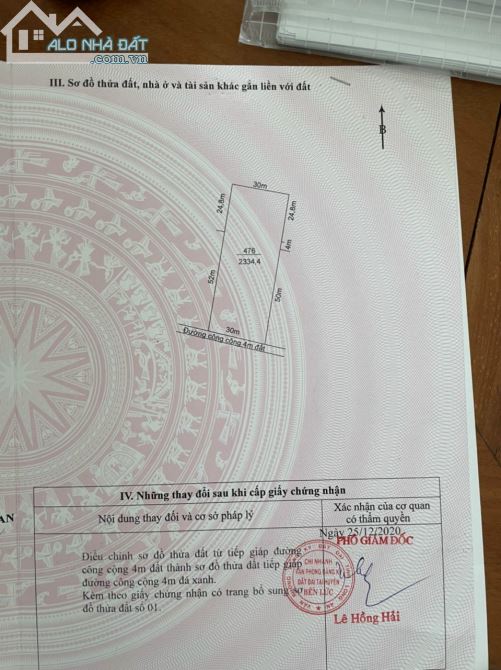 ALO NHÀ ĐẤT
.com.vn
III. Sơ đồ thửa đất, nhà ở và tài sản khác gắn liền với đất
B
30m
24,8m
24,8m
4m
476
2334,4
52m
50m
30m
Đường công cộng 4m đất
IV. Những thay đổi sau khi cấp giấy chứng nhận
AN
Nội dung thay đổi và cơ sở pháp lý
Xác nhận của cơ quan
có thẩm quyền
Ngày 25/12/2020
PHÓ GIÁM ĐỐC
Điều chỉnh sơ đồ thửa đất từ tiếp giáp đường
công cộng 4m đất thành sơ đồ thửa đất tiếp giáp
đường công cộng 4m đá xanh.
Kèm theo giấy chứng nhận có trang bổ sung sơ
đồ thửa đất số 01.
CHI NHÁNH
VĂN PHÒNG ĐĂNG KÝ
ĐẤT ĐAI TẠI HUYỆN
BẾN LỨC
Lê Hồng Hải